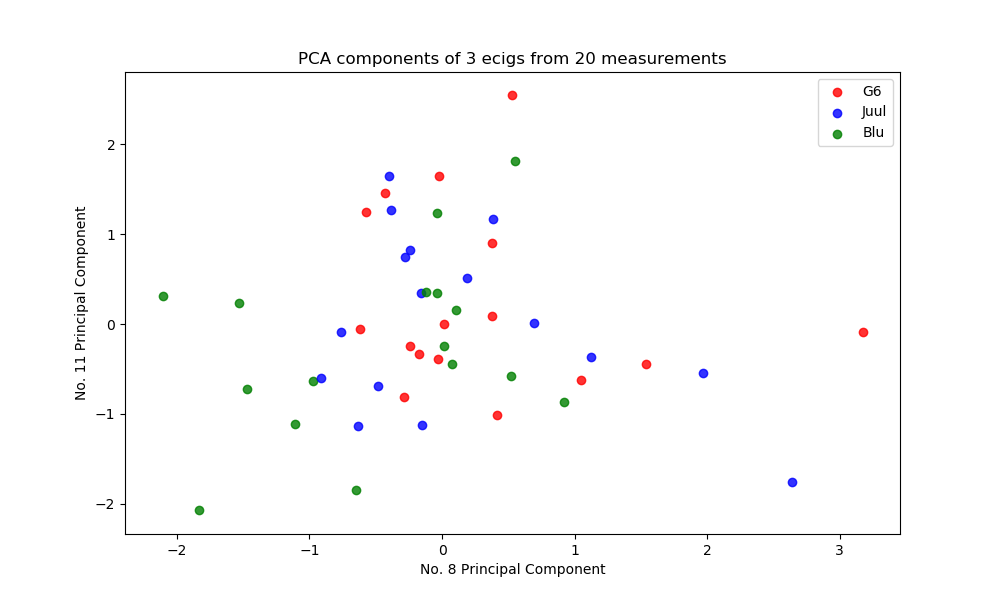 PCA components of 3 ecigs from 20 measurements
G6
Juul
Blu
2
1
0
−1
−2
No. 11 Principal Component
−2
−1
0
1
2
3
No. 8 Principal Component